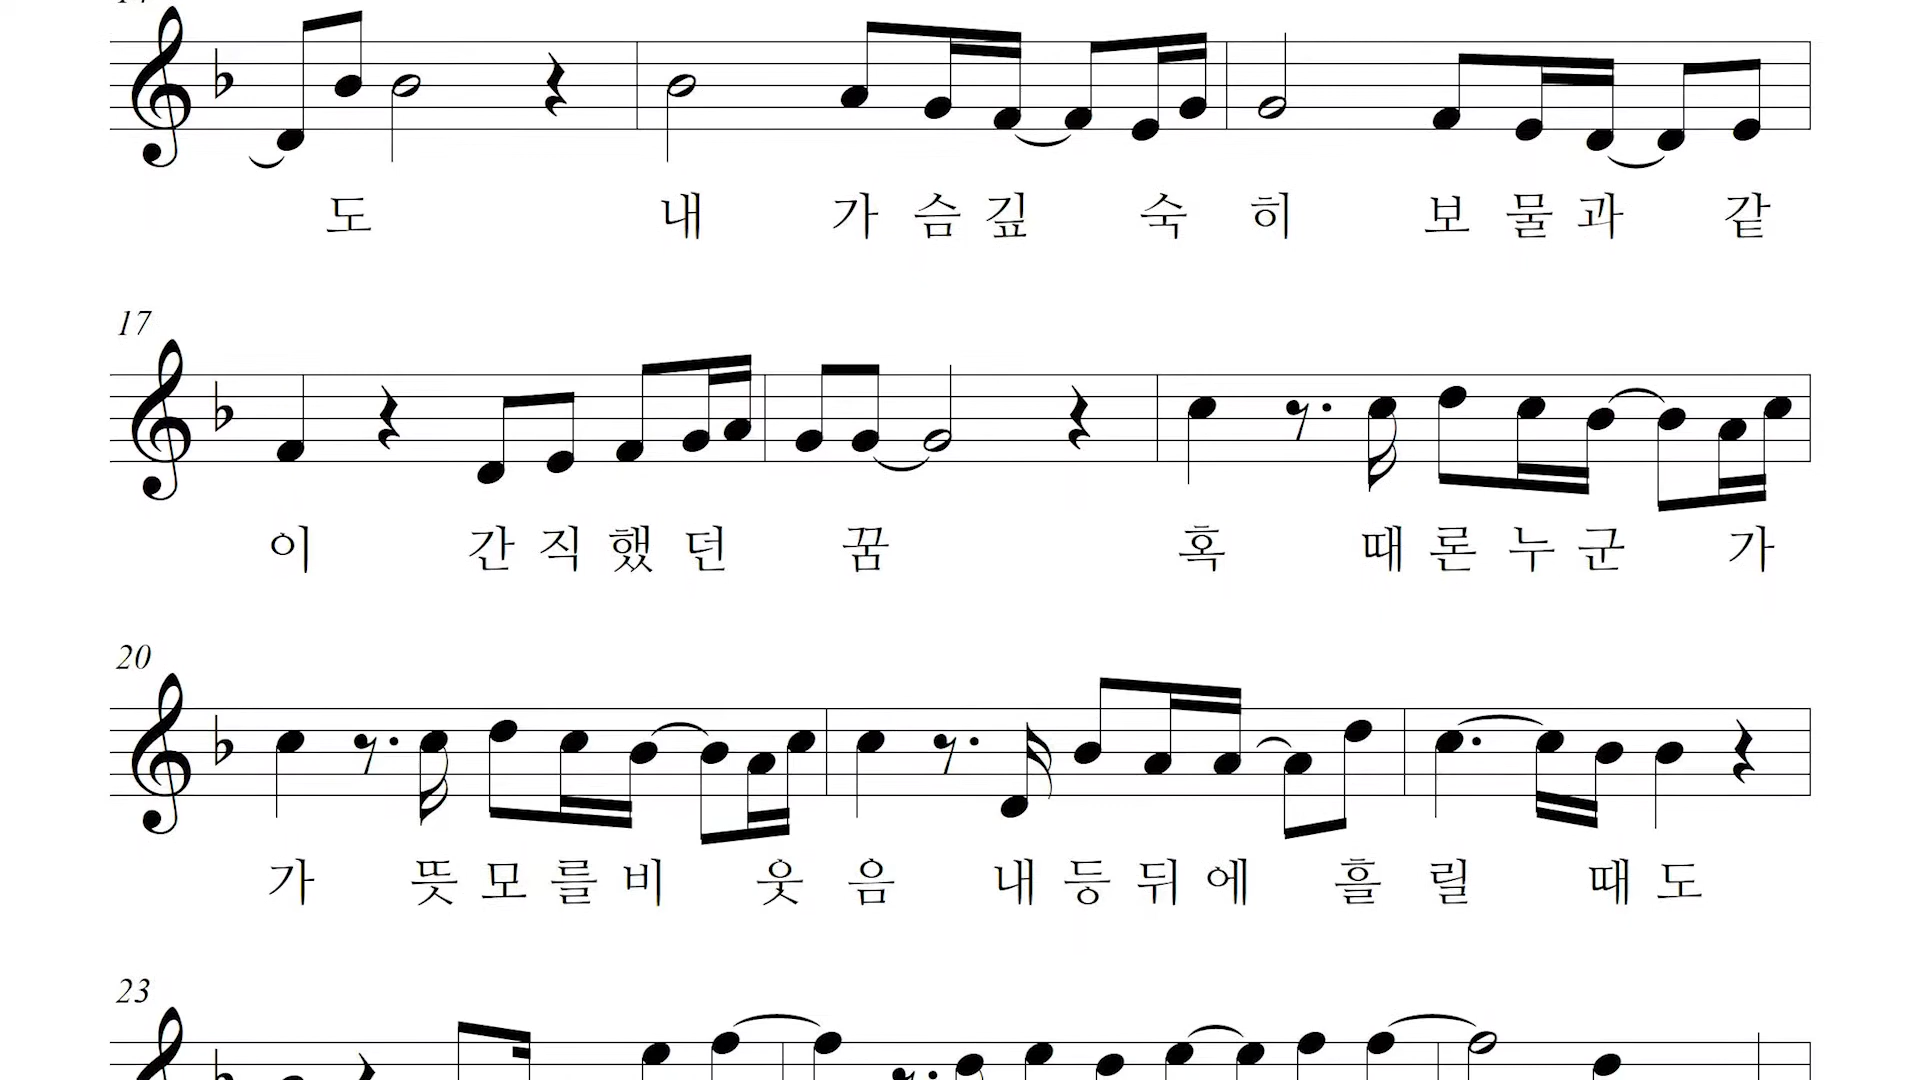 도 내 가 슴 깊 숙 히 보 물 과 같
17
이 간 직 했 던 꿈 혹 때 론 누 군 가
20
가 뜻 모 를 비 웃 음 내 등 뒤 에 흘 릴 때 도
23